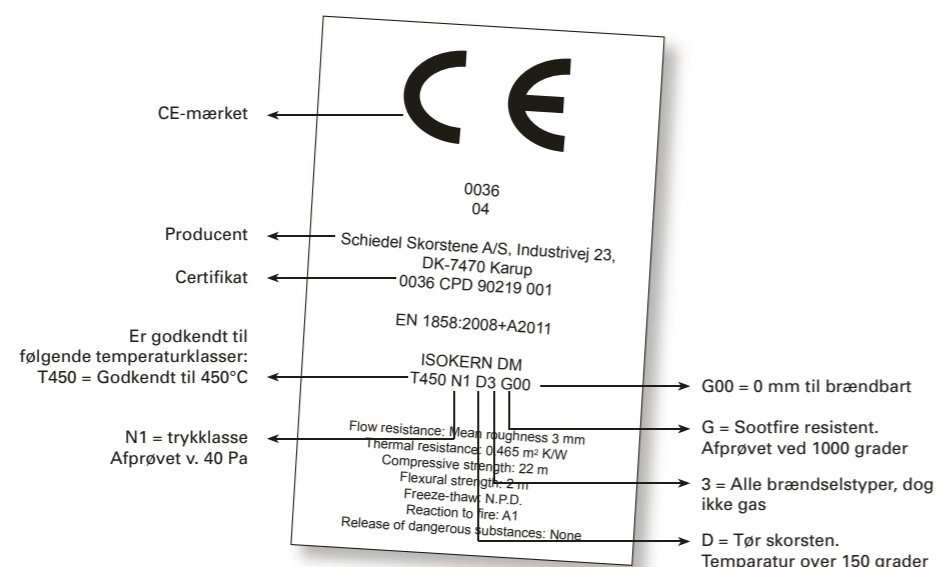 CE
0036
04
Schiedel Skorstene A/S, Industrivej 23,
DK-7470 Karup
0036 CPD 90219 001
EN 1858:2008+A2011
ISOKERN DM
T450 N1 D3 G00
Flow resistance: Mean roughness 3 mm
Thermal resistance: 0,465 m² K/W
Compressive strength: 22 m
Flexural strength: 2 m
Freeze-thaw: N.P.D.
Reaction to fire: A1
Release of dangerous substances: None
CE-mærket
Producent
Certifikat
Er godkendt til
følgende temperaturklasser:
T450 = Godkendt til 450°C
N1 = trykklasse
Afprøvet v. 40 Pa
G00 = 0 mm til brændbart
G = Sootfire resistent.
Afprøvet ved 1000 grader
3 = Alle brændselstyper, dog
ikke gas
D = Tør skorsten.
Temperatur over 150 grader